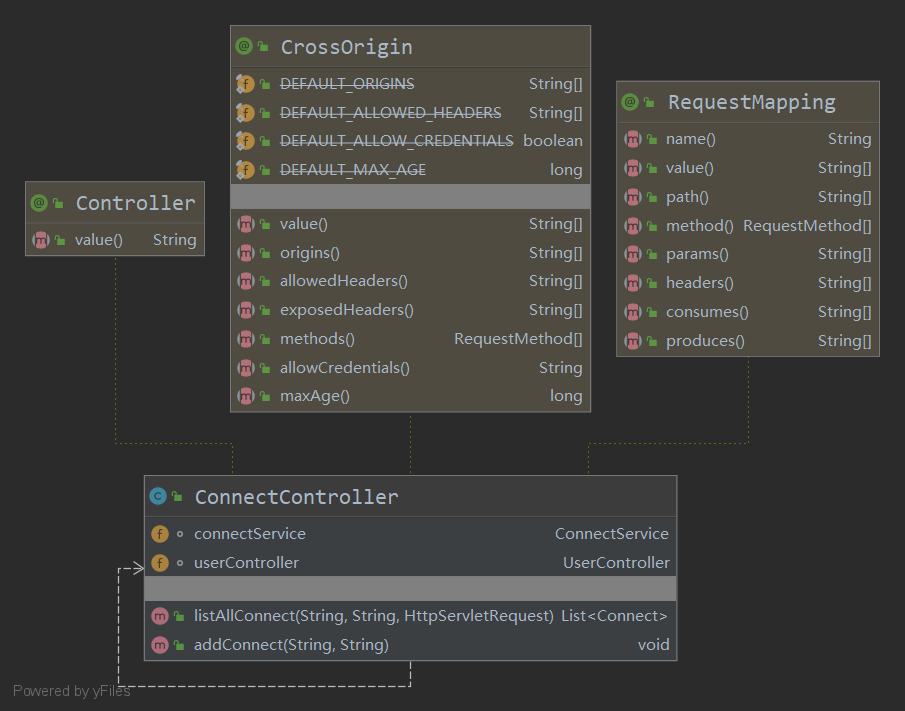 Controller
value() String
CrossOrigin
DEFAULT_ORIGINS String[]
DEFAULT_ALLOWED_HEADERS String[]
DEFAULT_ALLOW_CREDENTIALS boolean
DEFAULT_MAX_AGE long
value() String[]
origins() String[]
allowedHeaders() String[]
exposedHeaders() String[]
methods() RequestMethod[]
allowCredentials() String
maxAge() long
RequestMapping
name() String
value() String[]
path() String[]
method() RequestMethod[]
params() String[]
headers() String[]
consumes() String[]
produces() String[]
ConnectController
connectService ConnectService
userController UserController
listAllConnect(String, String, HttpServletRequest) List<Connect>
addConnect(String, String) void
Powered by yFiles